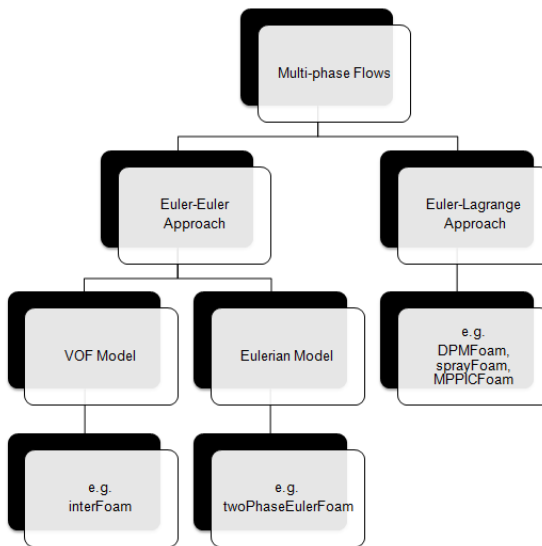 Multi-phase Flows
Euler-Euler
Approach
Euler-Lagrange
Approach
VOF Model
Eulerian Model
e.g.
DPMFoam,
sprayFoam,
MPPICFoam
e.g.
interFoam
e.g.
twoPhaseEulerFoam